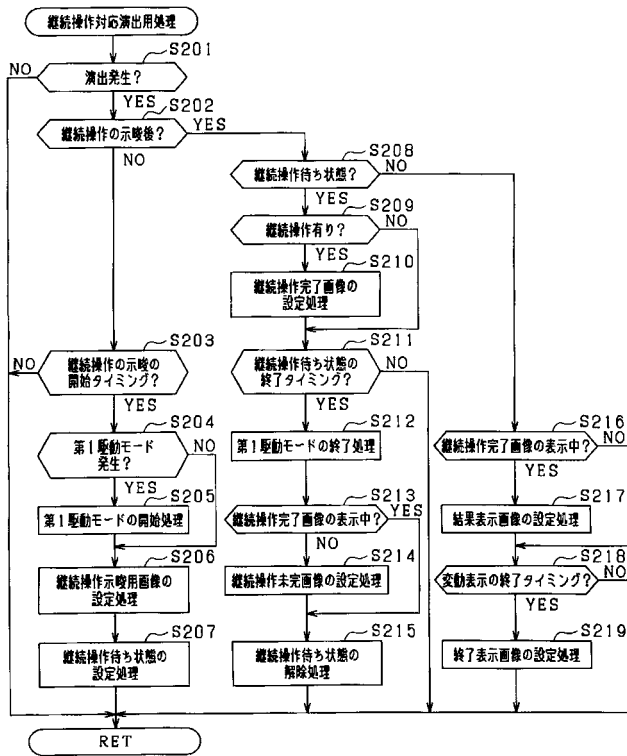 継続操作対応演出用処理
S201
演出発生?
NO
YES
S202
継続操作の示唆後?
YES
NO
S208
継続操作待ち状態?
NO
YES
S209
継続操作有り?
NO
YES
S210
継続操作完了画像の
設定処理
S203
継続操作の示唆の
開始タイミング?
NO
YES
S211
継続操作待ち状態の
終了タイミング?
NO
YES
S204
第1駆動モード
発生?
NO
YES
S212
第1駆動モードの終了処理
S216
継続操作完了画像の表示中?
NO
YES
S205
第1駆動モードの開始処理
S213
継続操作完了画像の表示中?
YES
NO
S217
結果表示画像の設定処理
S206
継続操作示唆用画像の
設定処理
S214
継続操作未完画像の設定処理
S218
変動表示の終了タイミング?
NO
YES
S207
継続操作待ち状態の
設定処理
S215
継続操作待ち状態の
解除処理
S219
終了表示画像の設定処理
RET